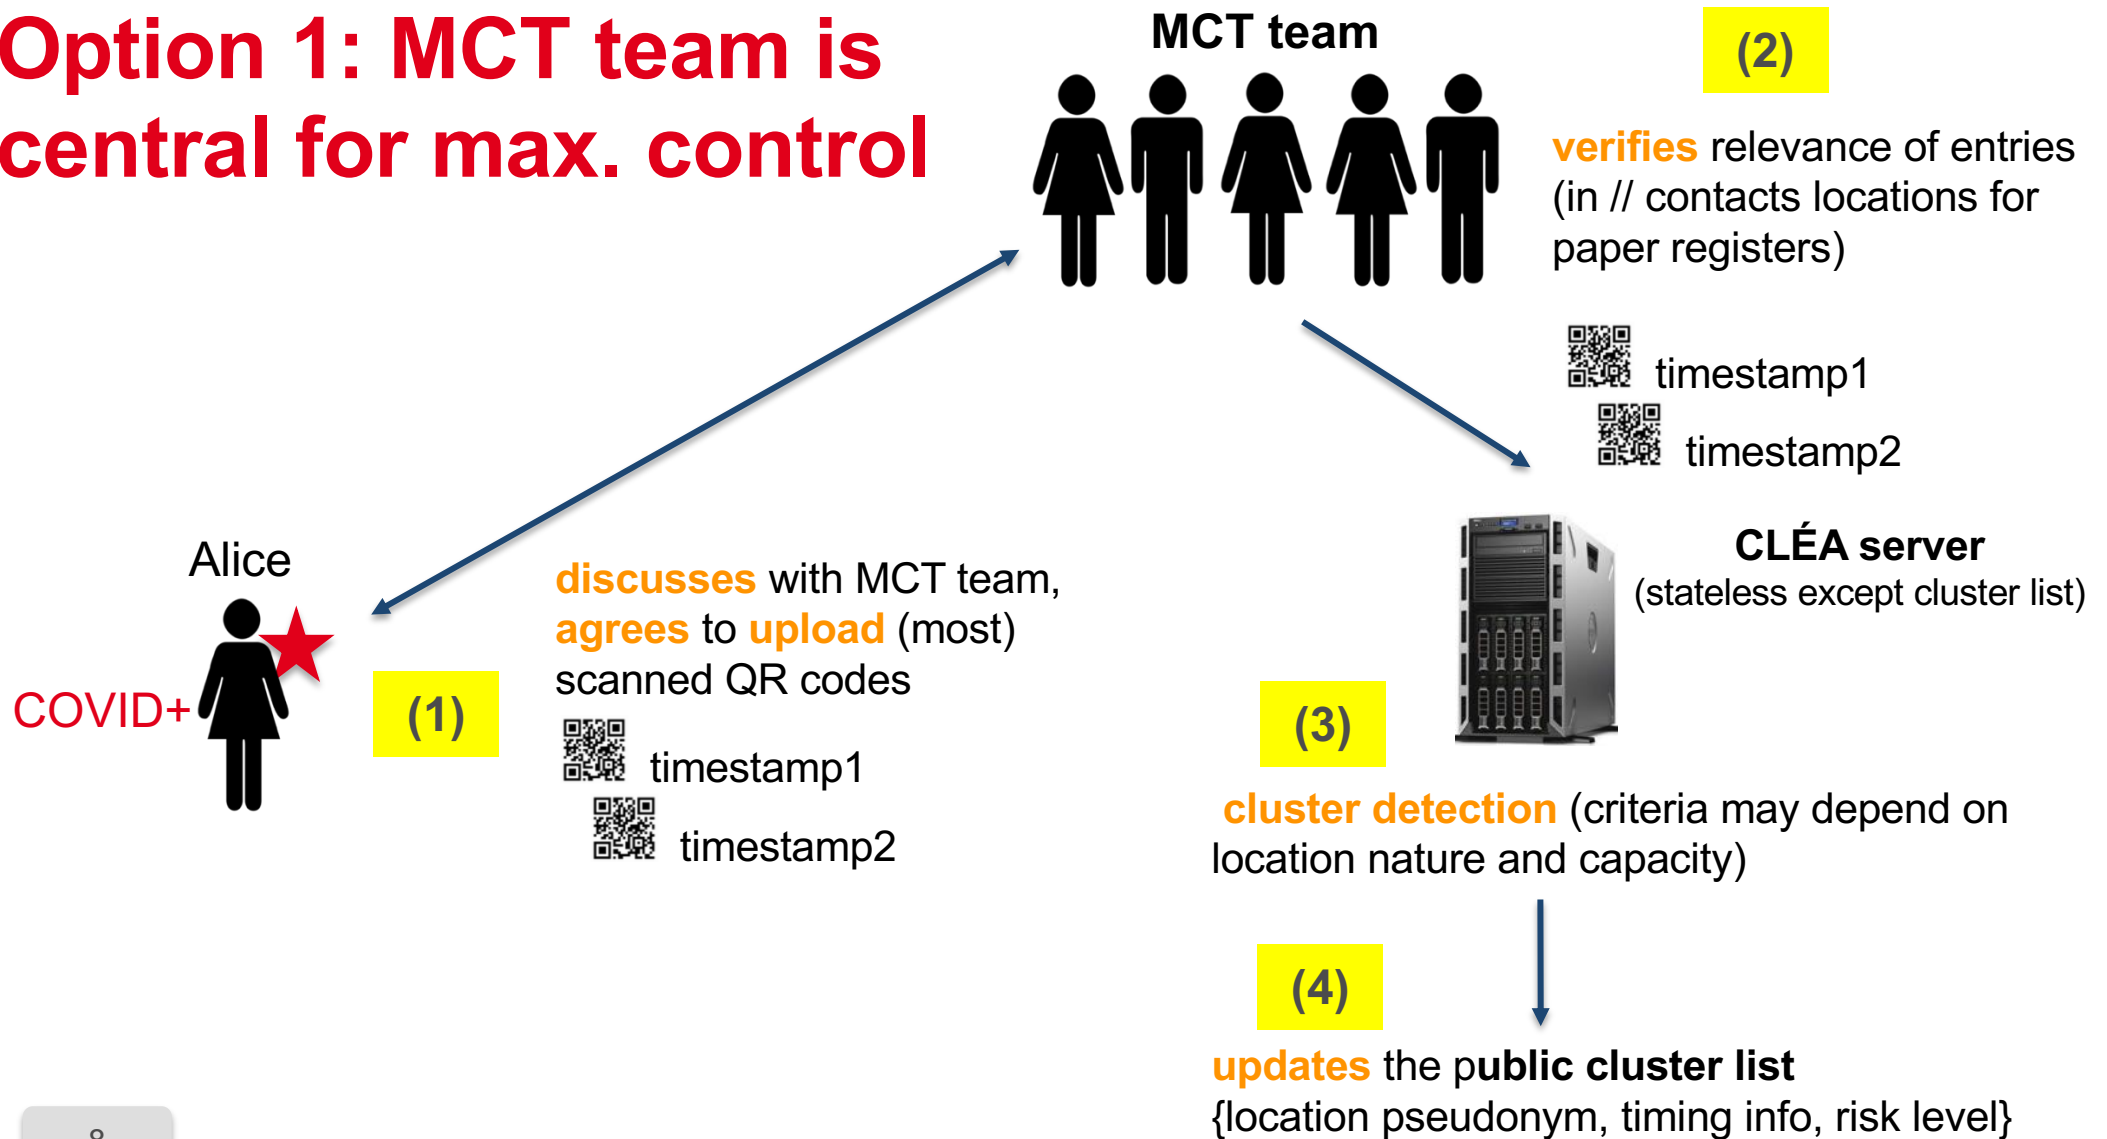 Option 1: MCT team is
central for max. control
MCT team
(2)
verifies relevance of entries
(in // contacts locations for
paper registers)
timestamp1
timestamp2
Alice
COVID+
(1)
discusses with MCT team,
agrees to upload (most)
scanned QR codes
timestamp1
timestamp2
CLÉA server
(stateless except cluster list)
(3)
cluster detection (criteria may depend on
location nature and capacity)
(4)
updates the public cluster list
{location pseudonym, timing info, risk level}